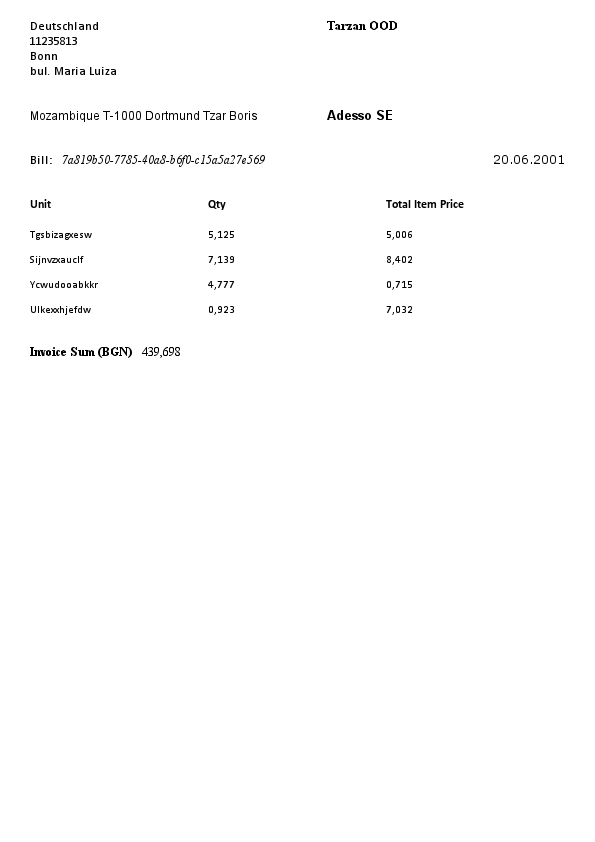 Deutschland
11235813
Bonn
bul. Maria Luiza
Tarzan OOD
Mozambique T-1000 Dortmund Tzar Boris
Adesso SE
Bill: 7a819b50-7785-40a8-b6f0-c15a5a27e569
20.06.2001
Unit Qty Total Item Price
Tgsbizagxesw 5,125 5,006
Sijnvzxauclf 7,139 8,402
Ycwudooabkkr 4,777 0,715
Ulkexxhjefdw 0,923 7,032
Invoice Sum (BGN) 439,698